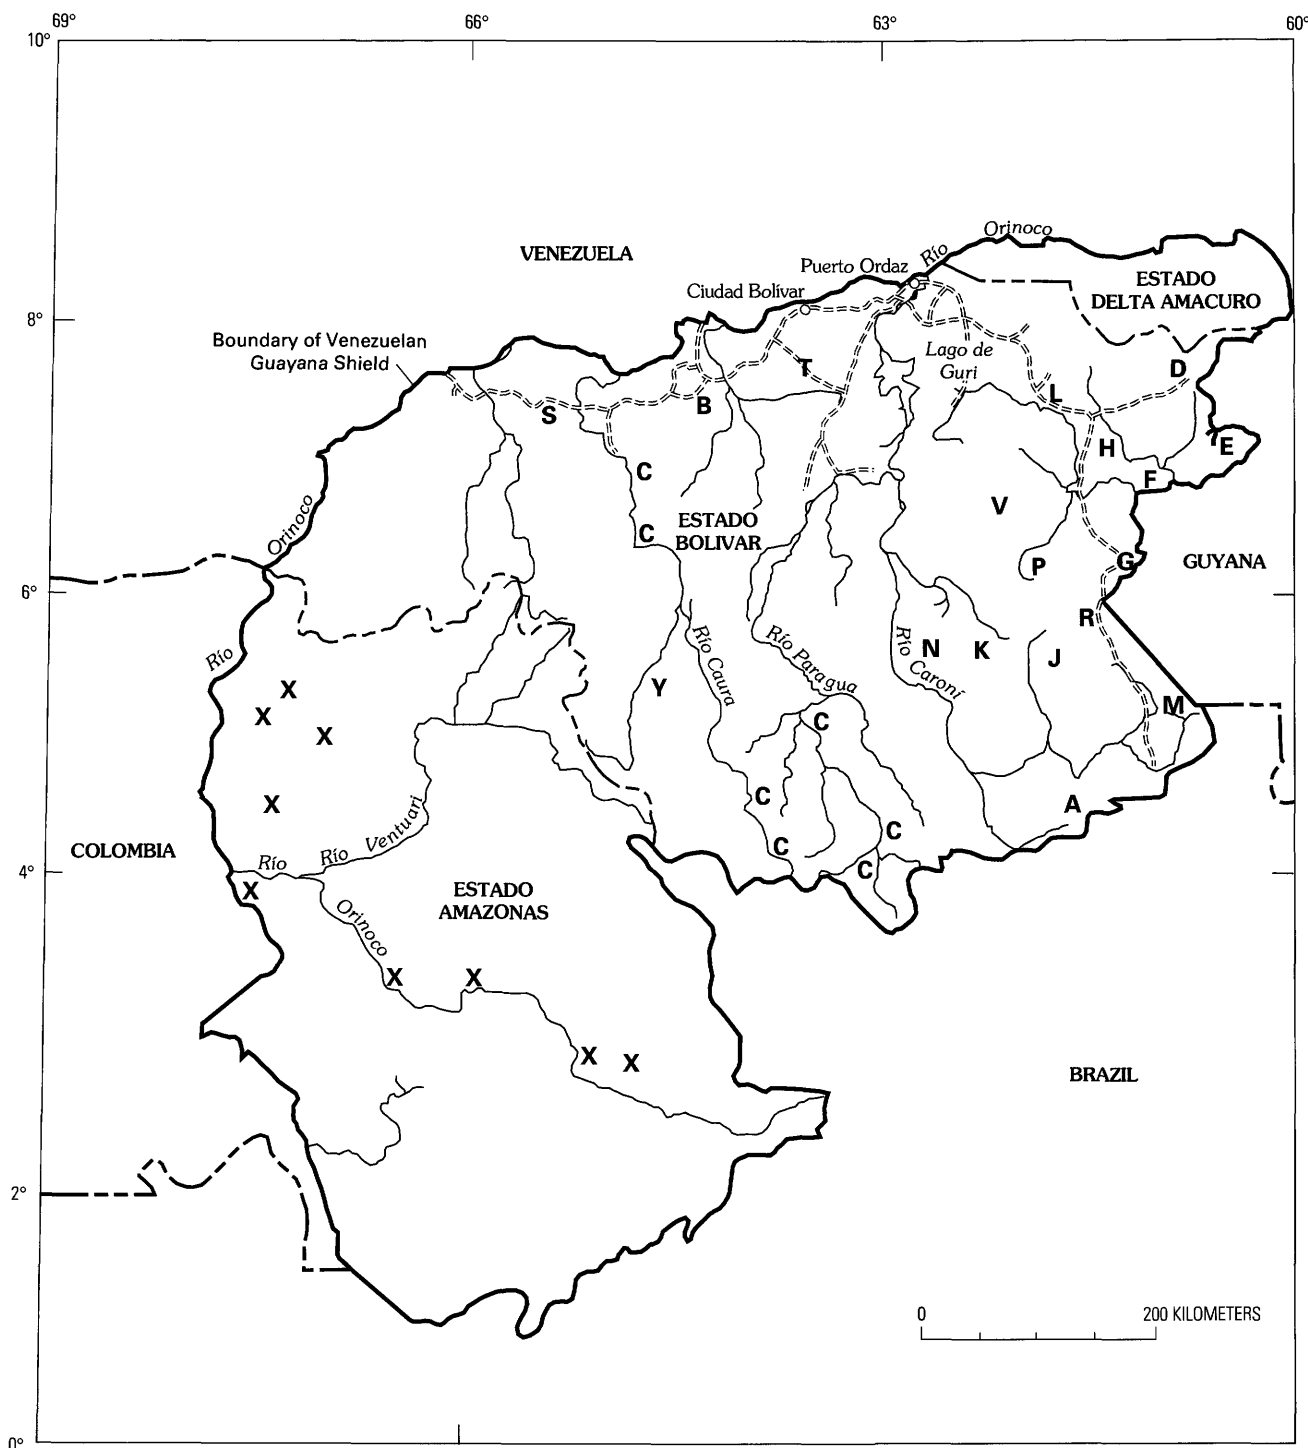 69°
66°
63°
60°
10°
Orinoco
Río
VENEZUELA
Puerto Ordaz
ESTADO
DELTA AMACURO
Ciudad Bolívar
8°
Boundary of Venezuelan
Guayana Shield
Lago de
Guri
T
D
L
S
B
H
E
C
F
V
Orinoco
C
ESTADO
BOLIVAR
P
G
GUYANA
6°
R
Río
Río Caura
Río Paragua
Río Caroní
N
K
J
X
Y
X
M
X
C
X
C
A
Río Ventuari
C
C
COLOMBIA
Río
4°
C
X
ESTADO
AMAZONAS
Orinoco
X
X
X
X
BRAZIL
2°
0
200 KILOMETERS
0°